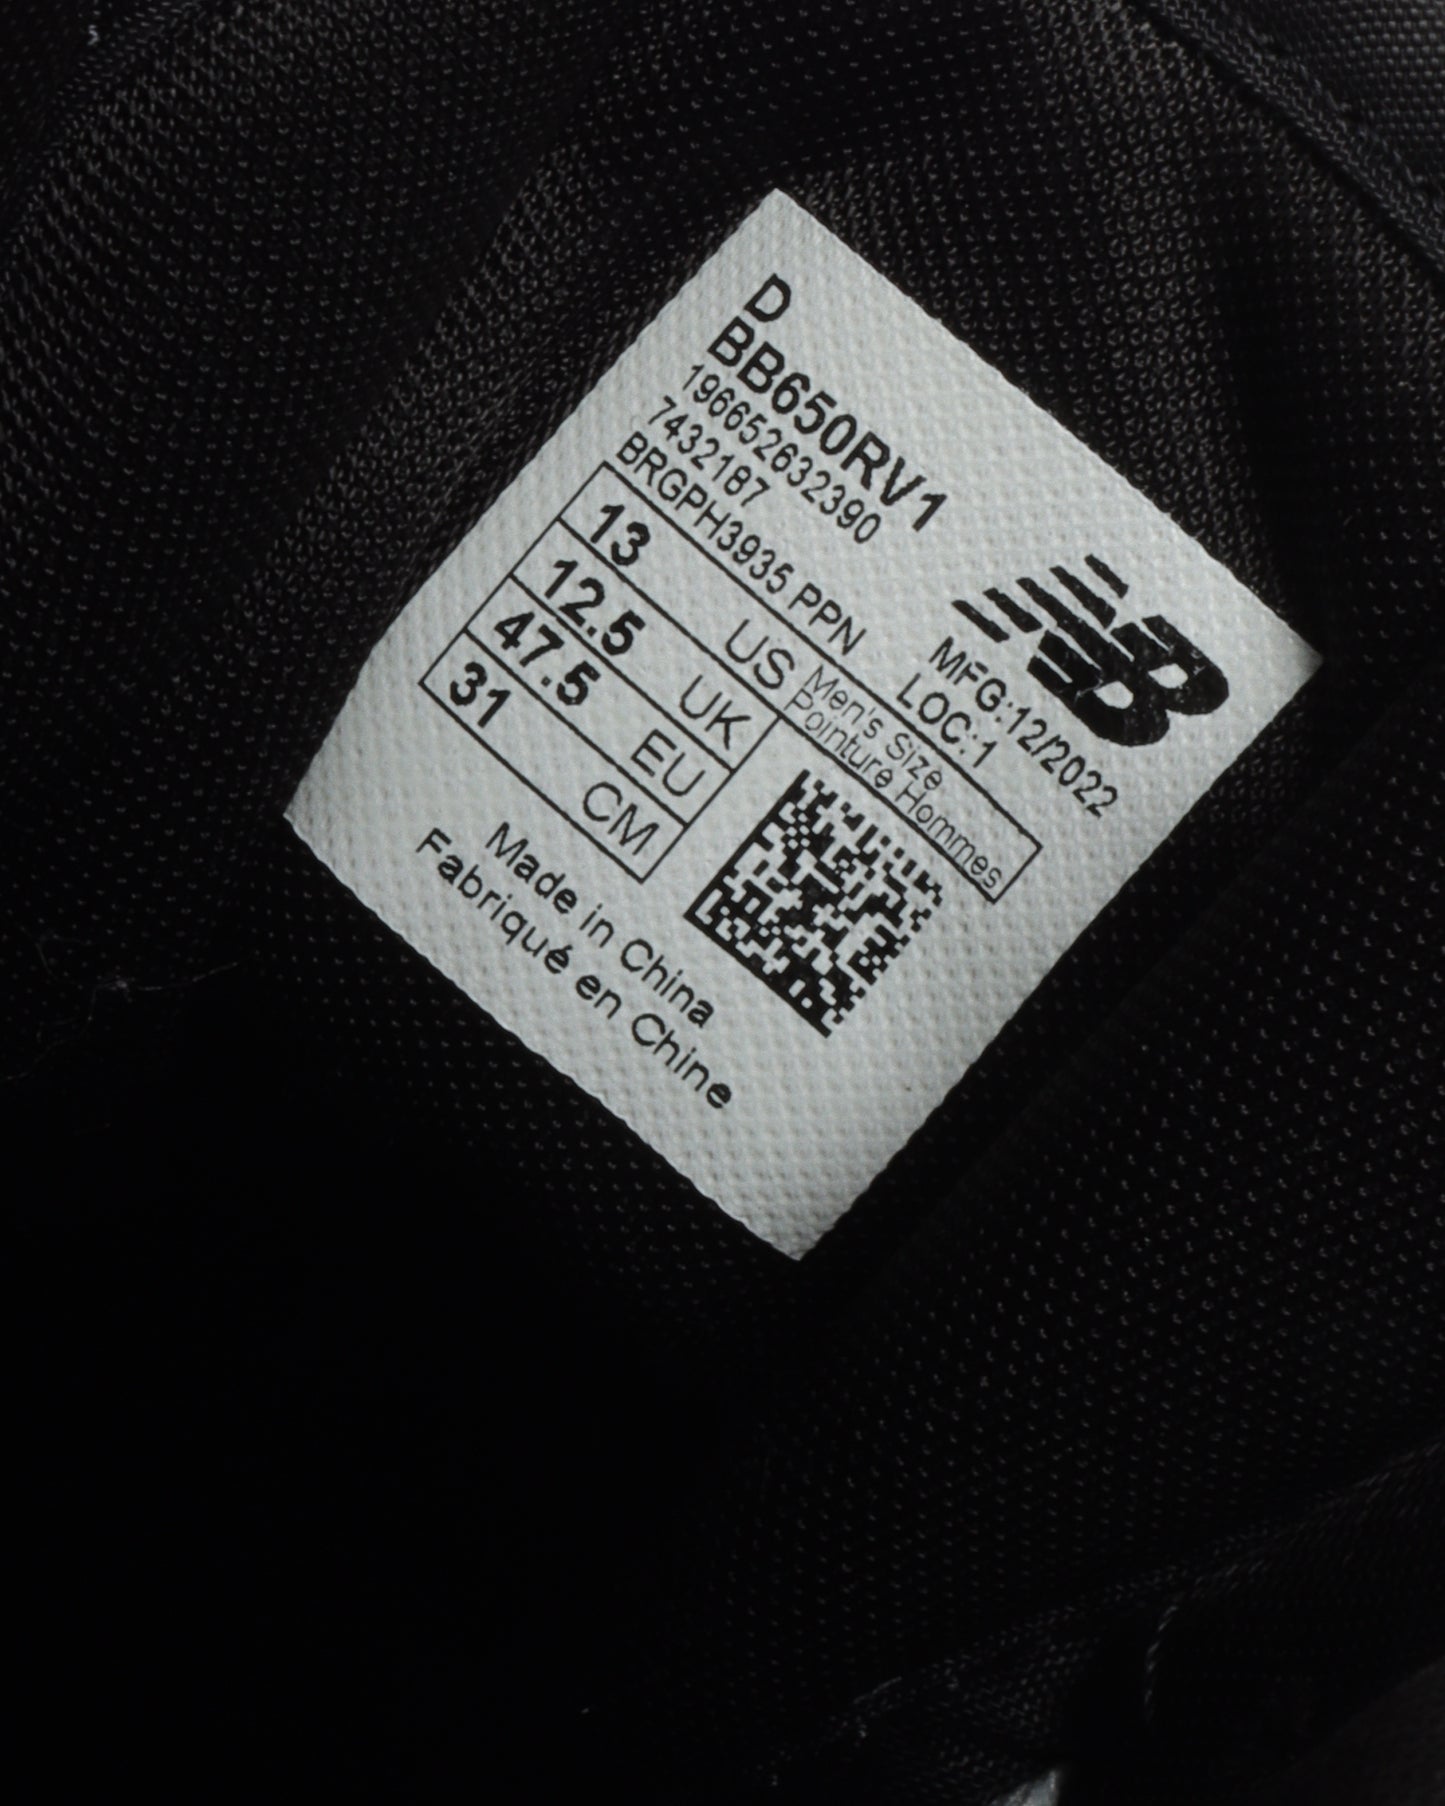 D
BB650RV1
196652632390
7432187
BRGPH3935 PPN
NB
MFG:12/2022
LOC:1
13 US Men's Size
Pointure Hommes
12.5 UK
47.5 EU
31 CM
Made in China
Fabriqué en Chine